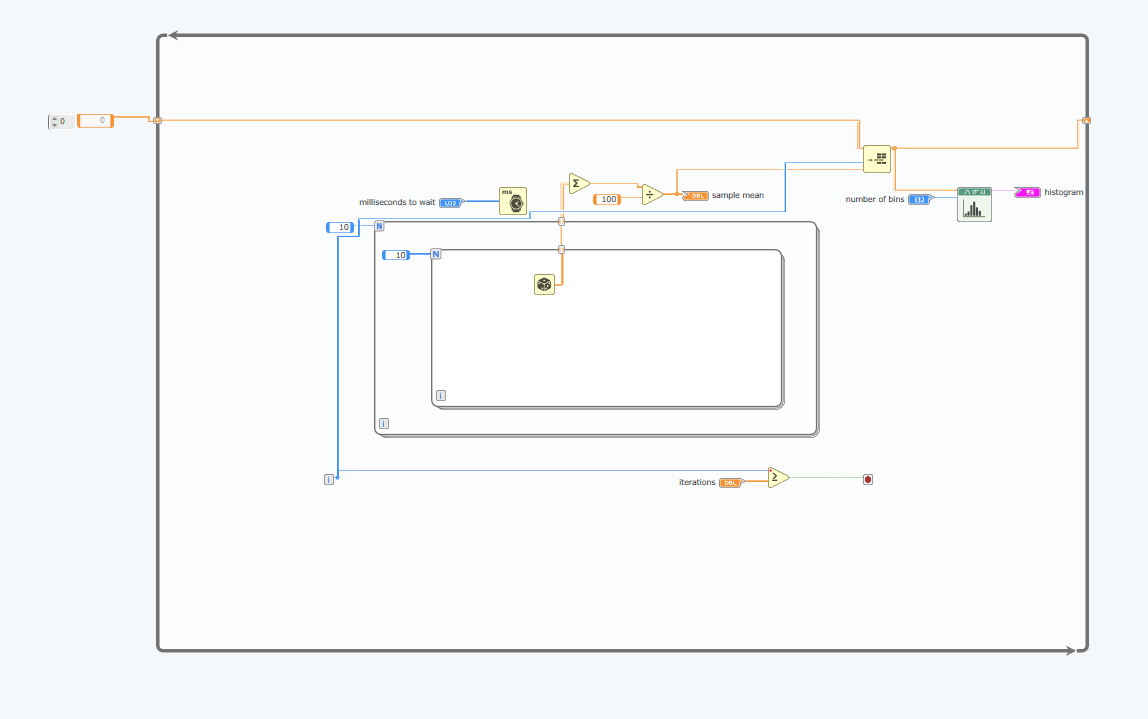 0
0
ms
milliseconds to wait
U32
Σ
÷
100
DBL
sample mean
number of bins
I32
histogram
10
N
10
N
i
i
i
iterations
DBL
≥